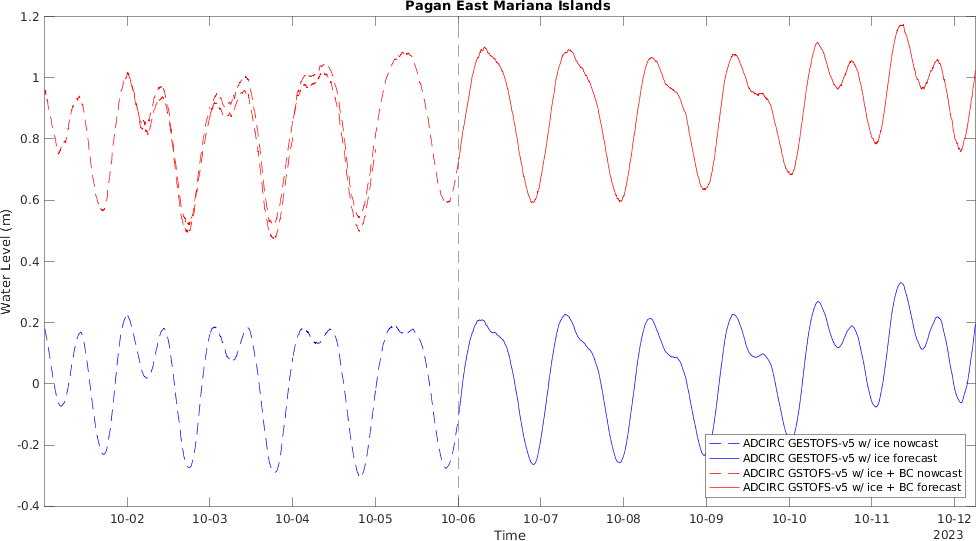 Pagan East Mariana Islands
1.2
1
0.8
0.6
0.4
0.2
0
-0.2
-0.4
Water Level (m)
ADCIRC GESTOFS-v5 w/ ice nowcast
ADCIRC GESTOFS-v5 w/ ice forecast
ADCIRC GSTOFS-v5 w/ ice + BC nowcast
ADCIRC GSTOFS-v5 w/ ice + BC forecast
10-02 10-03 10-04 10-05 10-06 10-07 10-08 10-09 10-10 10-11 10-12
2023
Time